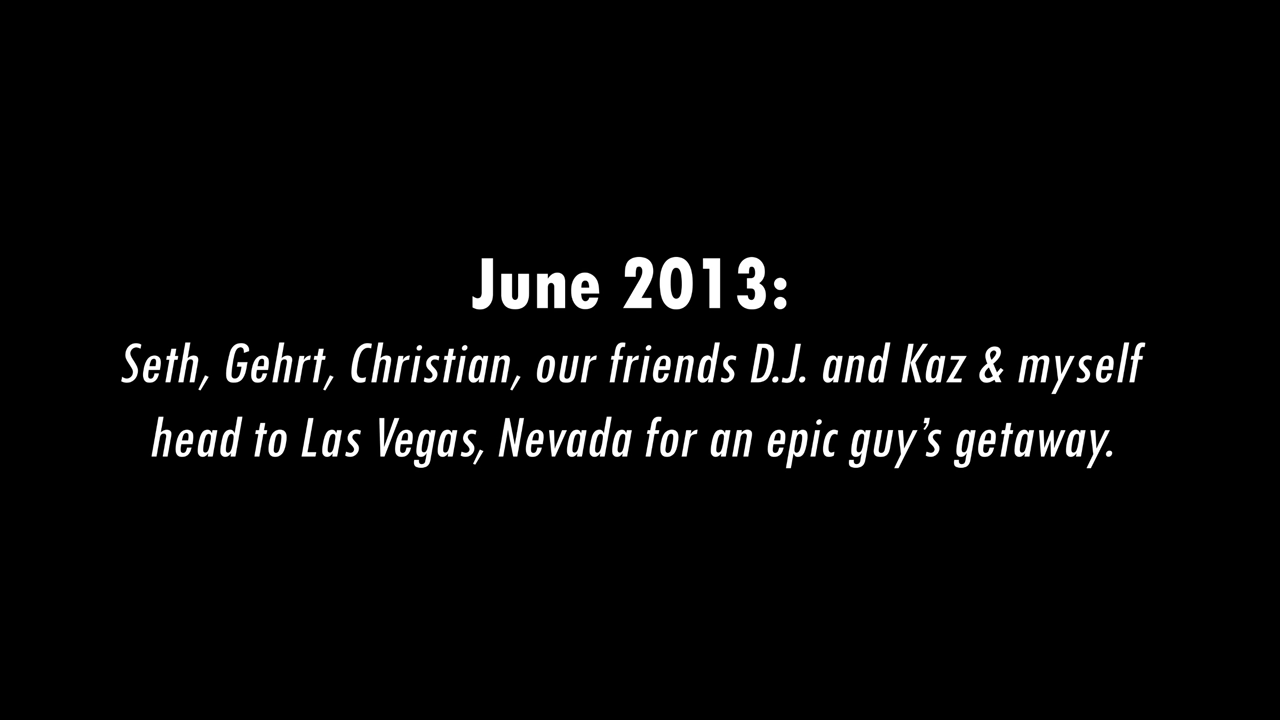 June 2013:
Seth, Gehrt, Christian, our friends D.J. and Kaz & myself
head to Las Vegas, Nevada for an epic guy’s getaway.